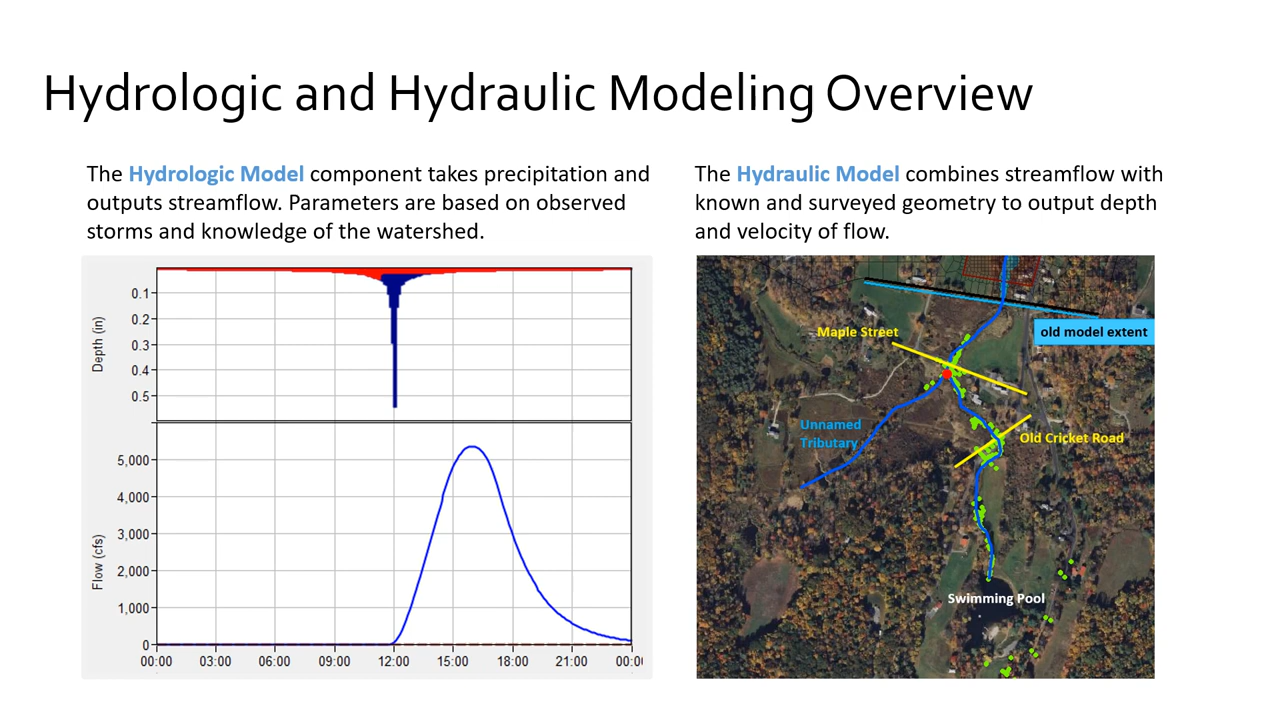 Hydrologic and Hydraulic Modeling Overview
The Hydrologic Model component takes precipitation and
outputs streamflow. Parameters are based on observed
storms and knowledge of the watershed.
Depth (in)
0.1
0.2
0.3
0.4
0.5
Flow (cfs)
5,000
4,000
3,000
2,000
1,000
0
00:00 03:00 06:00 09:00 12:00 15:00 18:00 21:00 00:00
The Hydraulic Model combines streamflow with
known and surveyed geometry to output depth
and velocity of flow.
Maple Street
old model extent
Unnamed
Tributary
Old Cricket Road
Swimming Pool